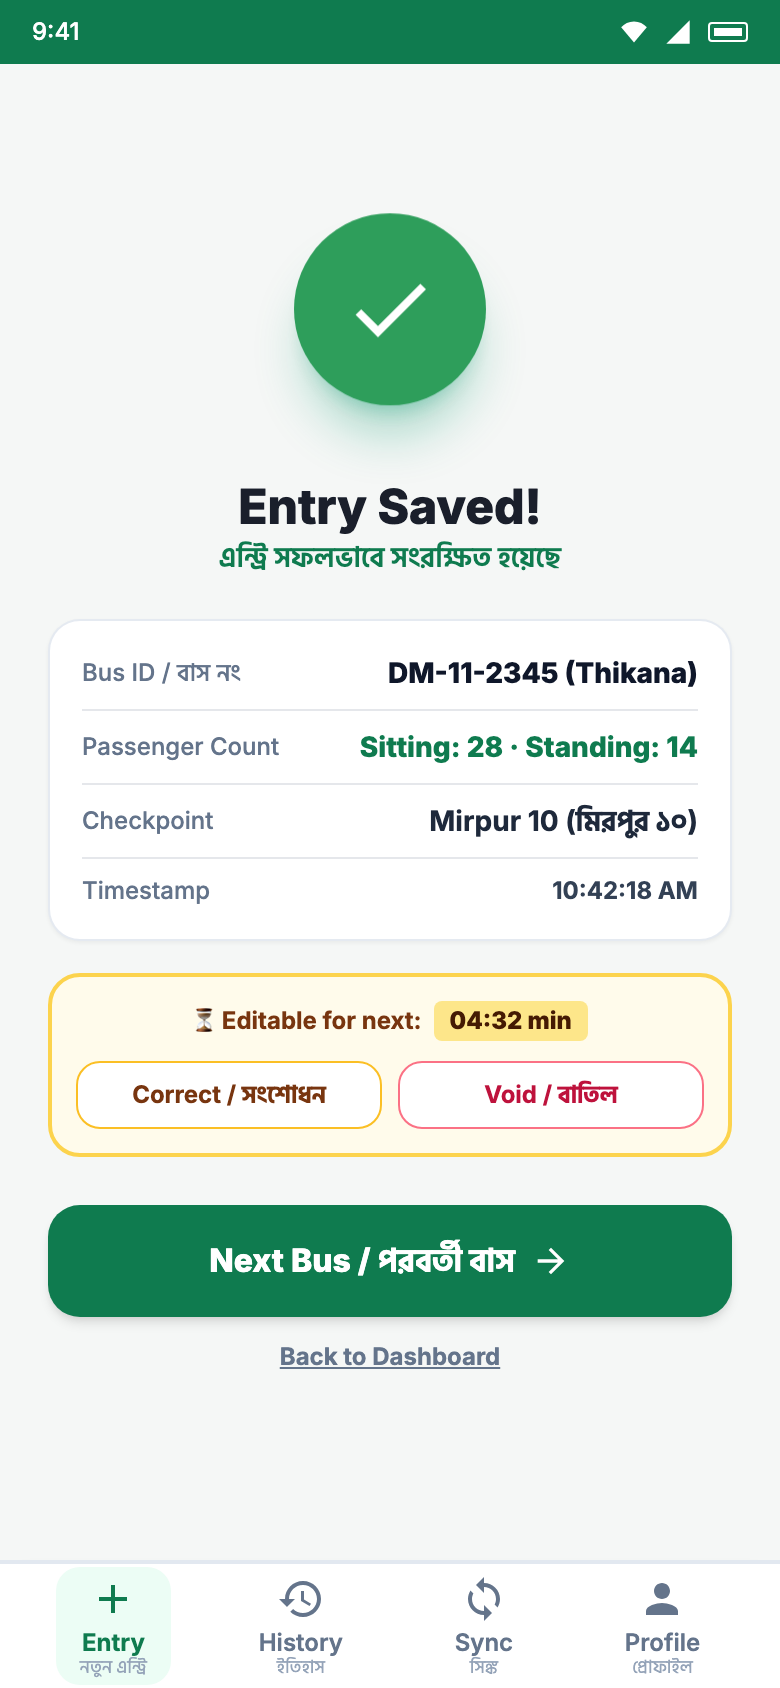 9:41
Entry Saved!
এন্ট্রি সফলভাবে সংরক্ষিত হয়েছে
Bus ID / বাস নং DM-11-2345 (Thikana)
Passenger Count Sitting: 28 · Standing: 14
Checkpoint Mirpur 10 (মিরপুর ১০)
Timestamp 10:42:18 AM
⏳ Editable for next: 04:32 min
Correct / সংশোধন Void / বাতিল
Next Bus / পরবর্তী বাস →
Back to Dashboard
Entry History Sync Profile
নতুন এন্ট্রি ইতিহাস সিঙ্ক প্রোফাইল